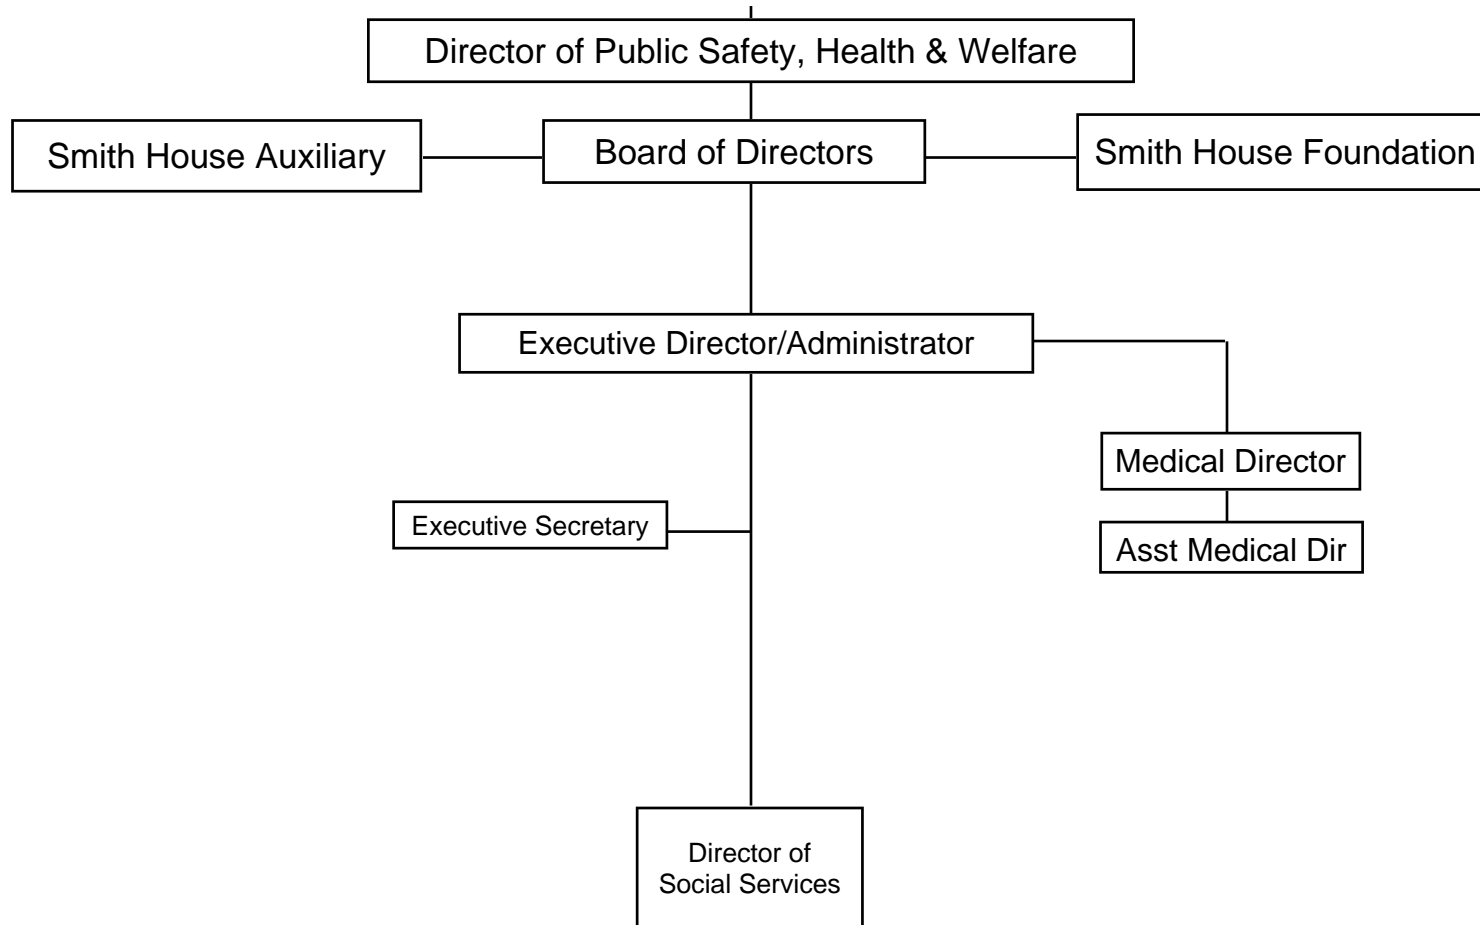 Director of Public Safety, Health & Welfare
Smith House Auxiliary
Board of Directors
Smith House Foundation
Executive Director/Administrator
Medical Director
Executive Secretary
Asst Medical Dir
Director of
Social Services